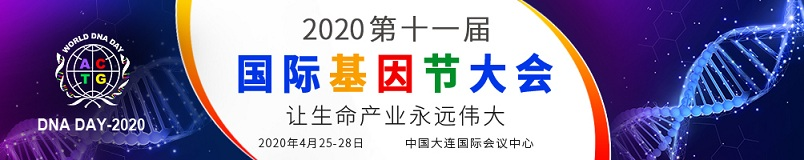 WORLD DNA DAY
A C
T G
DNA DAY-2020
2020第十一届
国际基因节大会
让生命产业永远伟大
2020年4月25-28日 中国大连国际会议中心